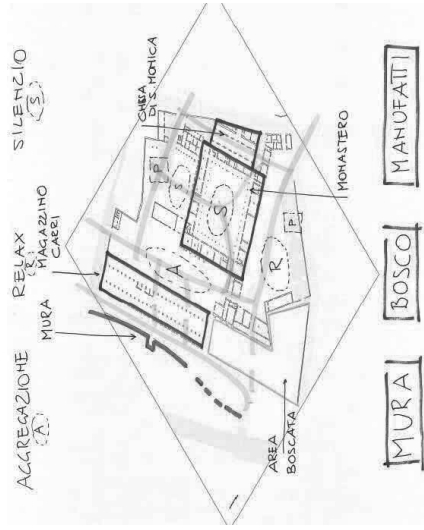 AGGREGAZIONE
(A)
RELAX
(R)
SILENZIO
(S)
MURA
MAGAZZINO
CARRI
CHIESA
DI S. MONICA
P
S
A
S
R
P
AREA
BOSCATA
MONASTERO
MURA
BOSCO
MANUFATTI